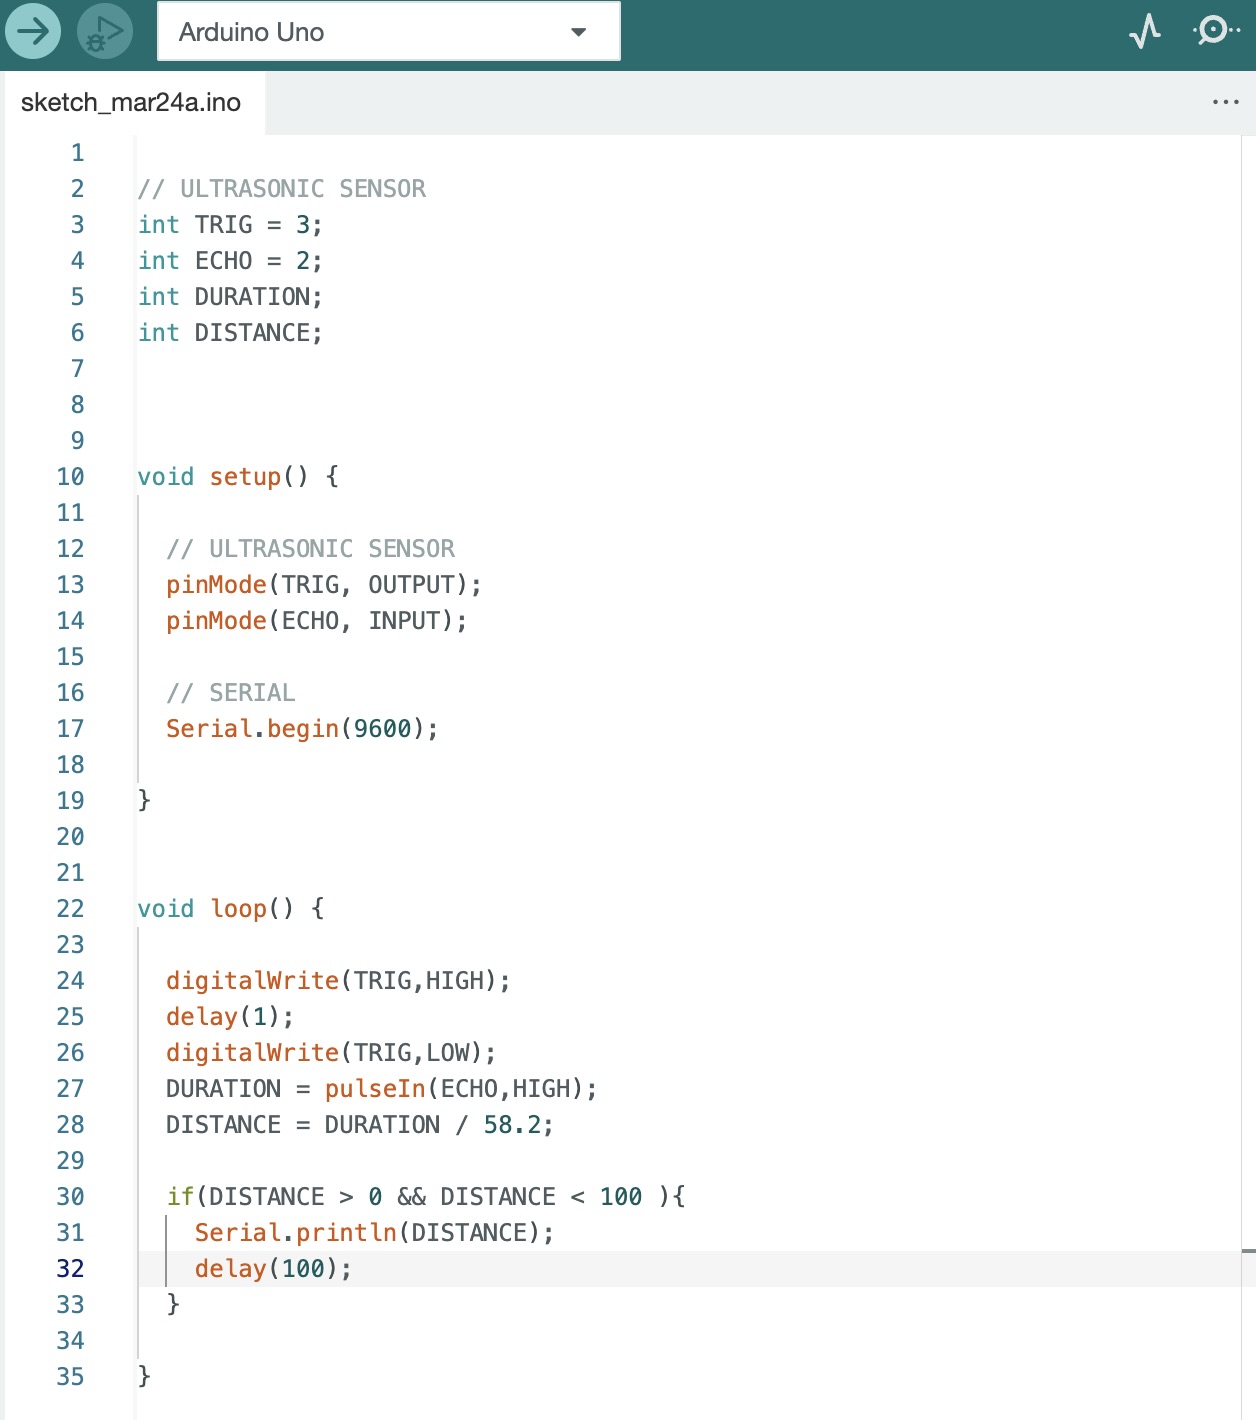 Arduino Uno
sketch_mar24a.ino
1
2 // ULTRASONIC SENSOR
3 int TRIG = 3;
4 int ECHO = 2;
5 int DURATION;
6 int DISTANCE;
7
8
9
10 void setup() {
11
12 // ULTRASONIC SENSOR
13 pinMode(TRIG, OUTPUT);
14 pinMode(ECHO, INPUT);
15
16 // SERIAL
17 Serial.begin(9600);
18
19 }
20
21
22 void loop() {
23
24 digitalWrite(TRIG,HIGH);
25 delay(1);
26 digitalWrite(TRIG,LOW);
27 DURATION = pulseIn(ECHO,HIGH);
28 DISTANCE = DURATION / 58.2;
29
30 if(DISTANCE > 0 && DISTANCE < 100 ){
31 Serial.println(DISTANCE);
32 delay(100);
33 }
34
35 }